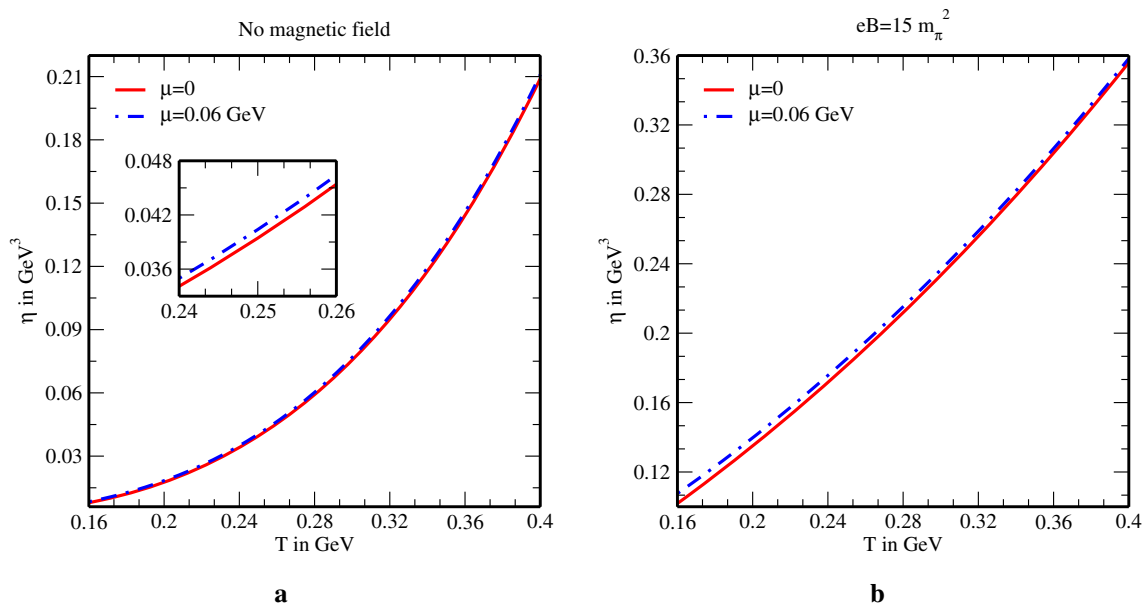 No magnetic field
0.21
0.18
0.15
0.12
0.09
0.06
0.03
η in GeV³
μ=0
μ=0.06 GeV
0.048
0.042
0.036
0.24 0.25 0.26
0.16 0.2 0.24 0.28 0.32 0.36 0.4
T in GeV
a
eB=15 m_π²
0.36
0.32
0.28
0.24
0.2
0.16
0.12
η in GeV³
μ=0
μ=0.06 GeV
0.16 0.2 0.24 0.28 0.32 0.36 0.4
T in GeV
b